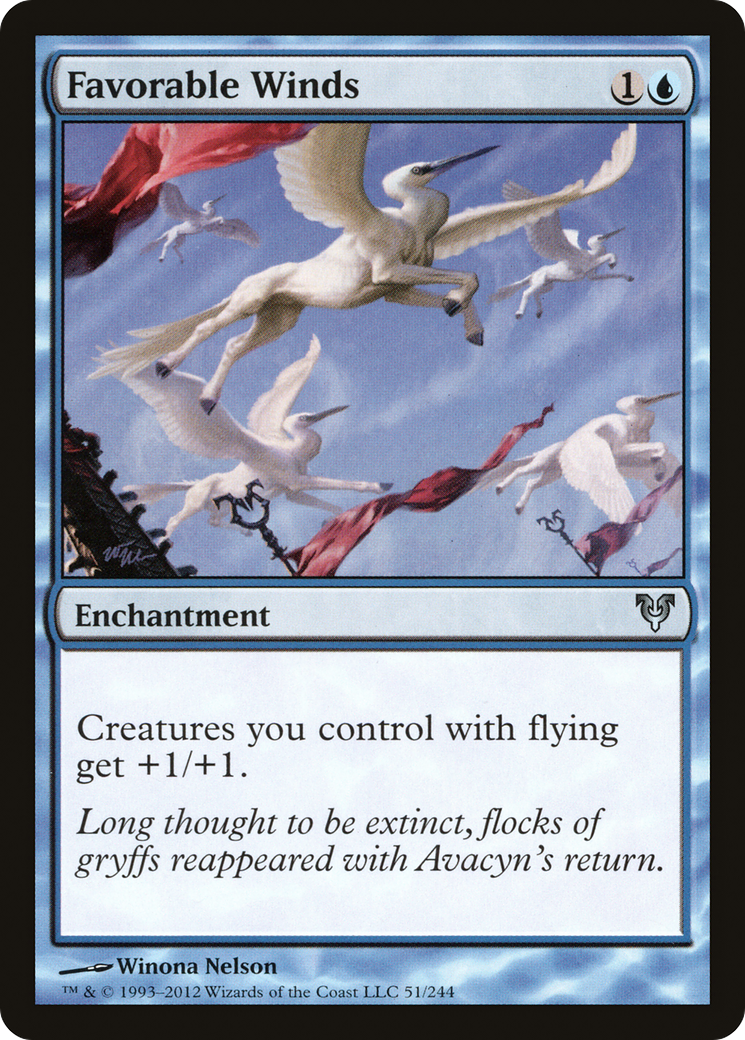 Favorable Winds 1
Enchantment
Creatures you control with flying
get +1/+1.
Long thought to be extinct, flocks of
gryffs reappeared with Avacyn's return.
Winona Nelson
™ & © 1993–2012 Wizards of the Coast LLC 51/244